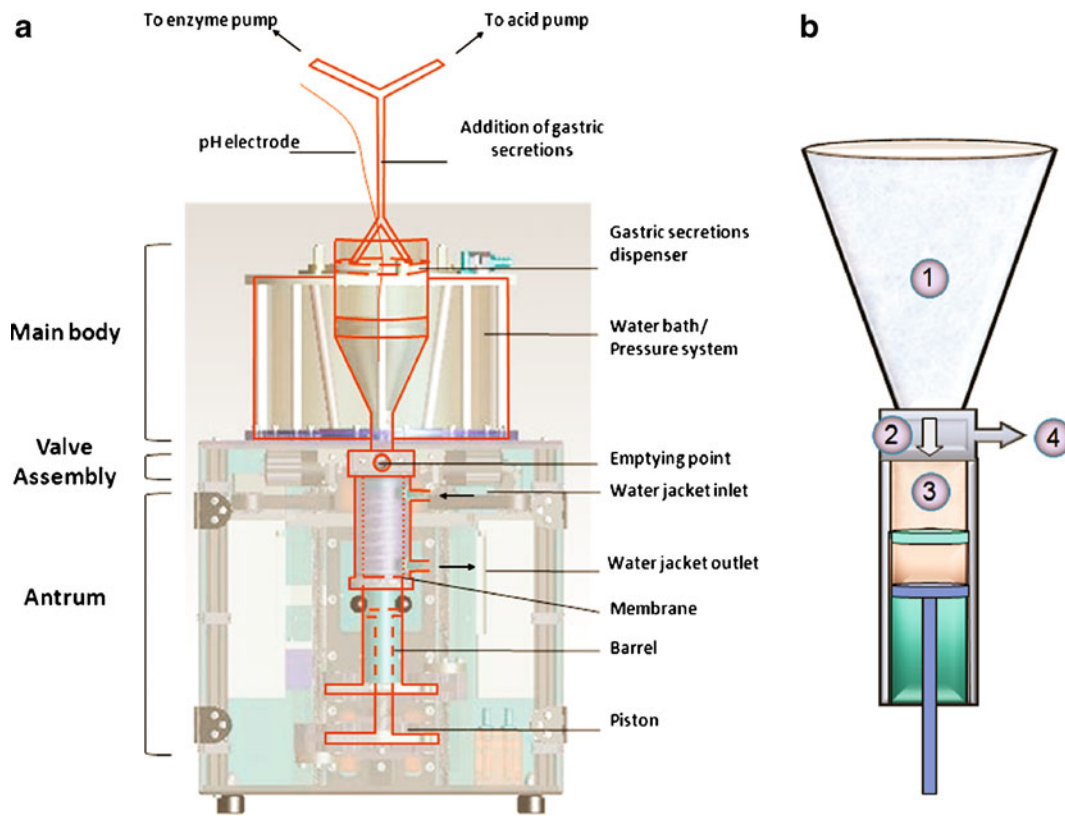 a
To enzyme pump
To acid pump
pH electrode
Addition of gastric
secretions
Gastric secretions
dispenser
Main body
Water bath/
Pressure system
Valve
Assembly
Emptying point
Water jacket inlet
Water jacket outlet
Antrum
Membrane
Barrel
Piston
b
1
2
4
3